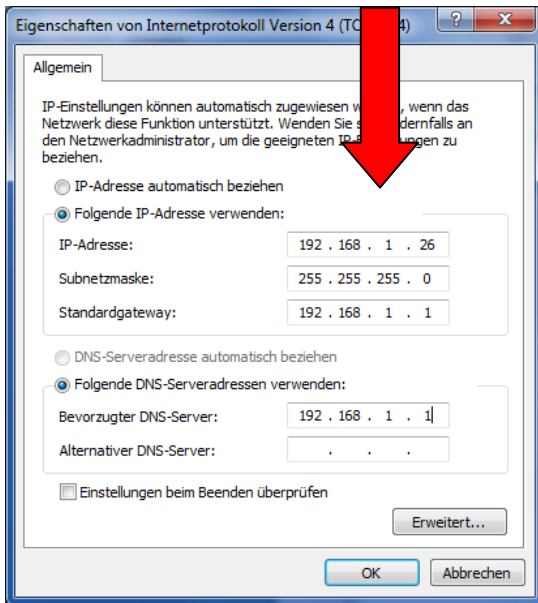 Eigenschaften von Internetprotokoll Version 4 (TC 4)
Allgemein
IP-Einstellungen können automatisch zugewiesen w , wenn das
Netzwerk diese Funktion unterstützt. Wenden Sie s dernfalls an
den Netzwerkadministrator, um die geeigneten IP-E ungen zu
beziehen.
IP-Adresse automatisch beziehen
Folgende IP-Adresse verwenden:
IP-Adresse: 192 . 168 . 1 . 26
Subnetzmaske: 255 . 255 . 255 . 0
Standardgateway: 192 . 168 . 1 . 1
DNS-Serveradresse automatisch beziehen
Folgende DNS-Serveradressen verwenden:
Bevorzugter DNS-Server: 192 . 168 . 1 . 1
Alternativer DNS-Server: . . .
Einstellungen beim Beenden überprüfen
Erweitert...
OK Abbrechen